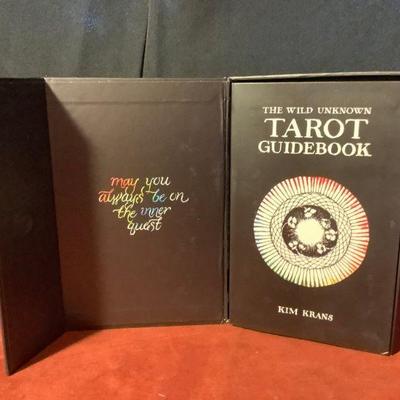 may you
always be on
the inner
quest
THE WILD UNKNOWN
TAROT
GUIDEBOOK
KIM KRANS